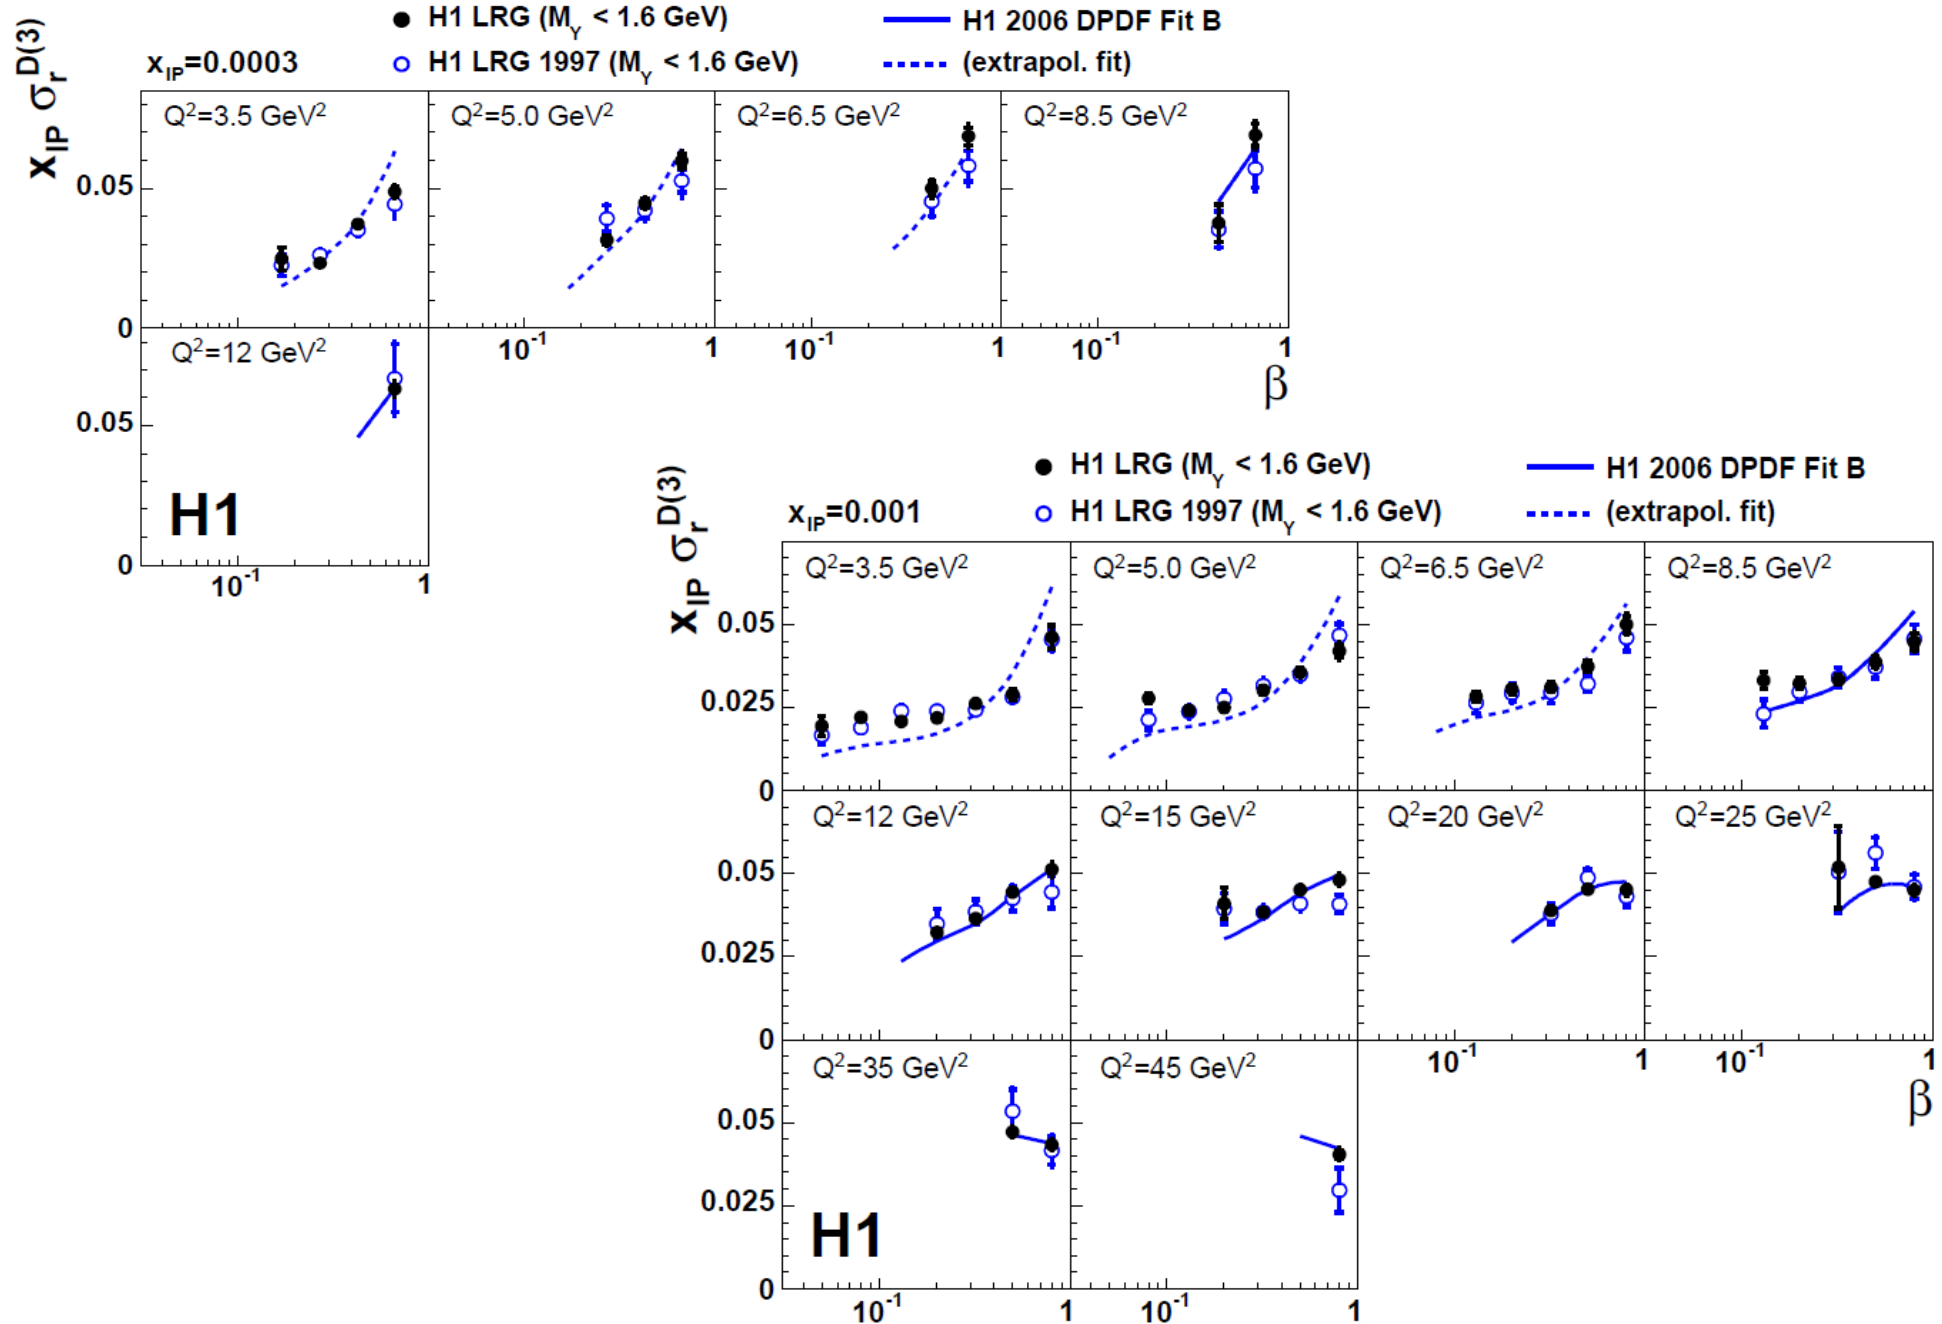 x_IP σ_r^D(3)
x_IP=0.0003
H1 LRG (M_Y < 1.6 GeV)
H1 LRG 1997 (M_Y < 1.6 GeV)
H1 2006 DPDF Fit B
(extrapol. fit)
Q²=3.5 GeV²
Q²=5.0 GeV²
Q²=6.5 GeV²
Q²=8.5 GeV²
0.05
0
10⁻¹ 1
10⁻¹ 1
10⁻¹ 1
β
Q²=12 GeV²
0.05
H1
0
10⁻¹ 1
x_IP σ_r^D(3)
x_IP=0.001
H1 LRG (M_Y < 1.6 GeV)
H1 LRG 1997 (M_Y < 1.6 GeV)
H1 2006 DPDF Fit B
(extrapol. fit)
Q²=3.5 GeV²
Q²=5.0 GeV²
Q²=6.5 GeV²
Q²=8.5 GeV²
0.05
0.025
0
Q²=12 GeV²
Q²=15 GeV²
Q²=20 GeV²
Q²=25 GeV²
0.05
0.025
0
10⁻¹ 1
10⁻¹ 1
β
Q²=35 GeV²
Q²=45 GeV²
0.05
0.025
H1
0
10⁻¹ 1
10⁻¹ 1